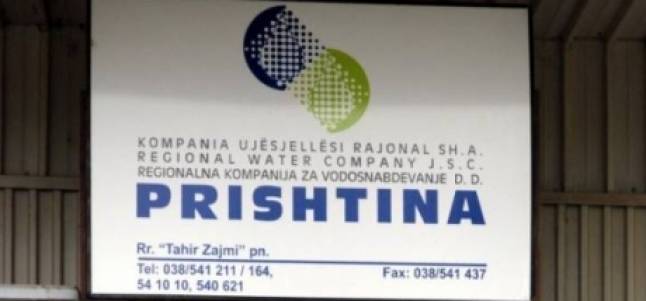 KOMPANIA UJËSJELLËSI RAJONAL SH.A.
REGIONAL WATER COMPANY J.S.C.
REGIONALNA KOMPANIJA ZA VODOSNABDEVANJE D.D.
PRISHTINA
Rr. "Tahir Zajmi" pn.
Tel: 038/541 211 / 164, Fax: 038/541 437
54 10 10, 540 621